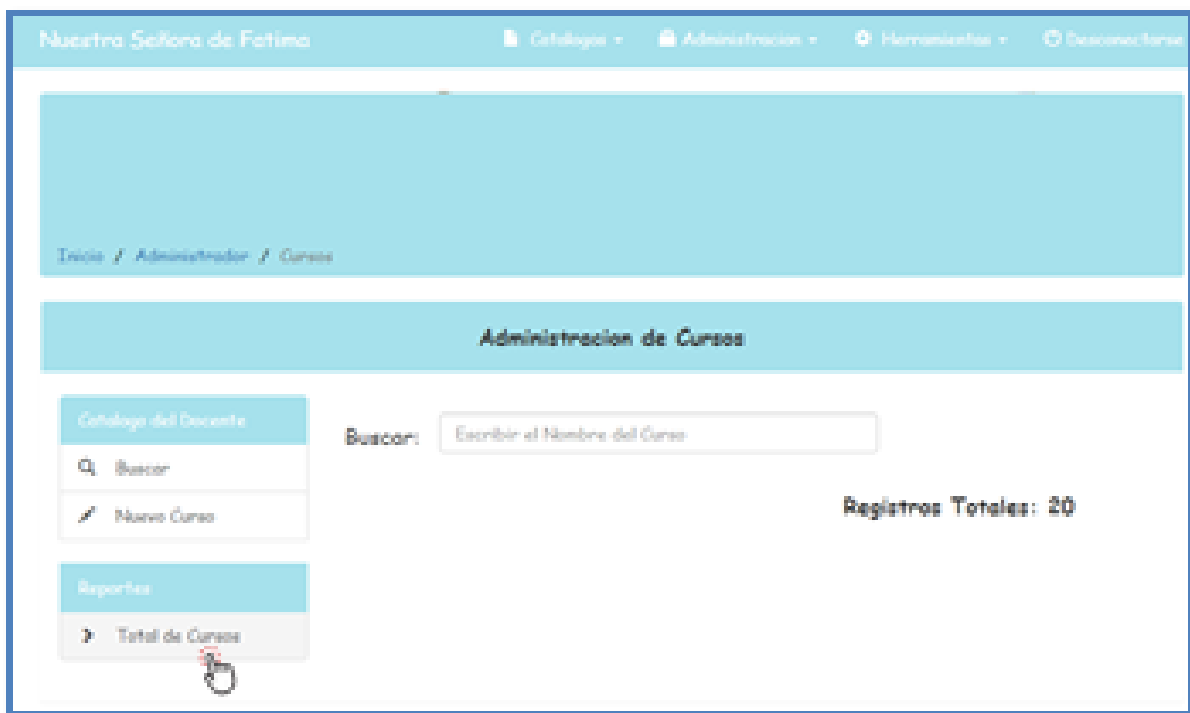 Nuestra Señora de Fatima
Catalogos
Administracion
Herramientas
Desconectarse
Inicio / Administrador / Cursos
Administracion de Cursos
Catalogo del Docente
Buscar
Nuevo Curso
Buscar:
Escribir el Nombre del Curso
Registros Totales: 20
Reportes
Total de Cursos